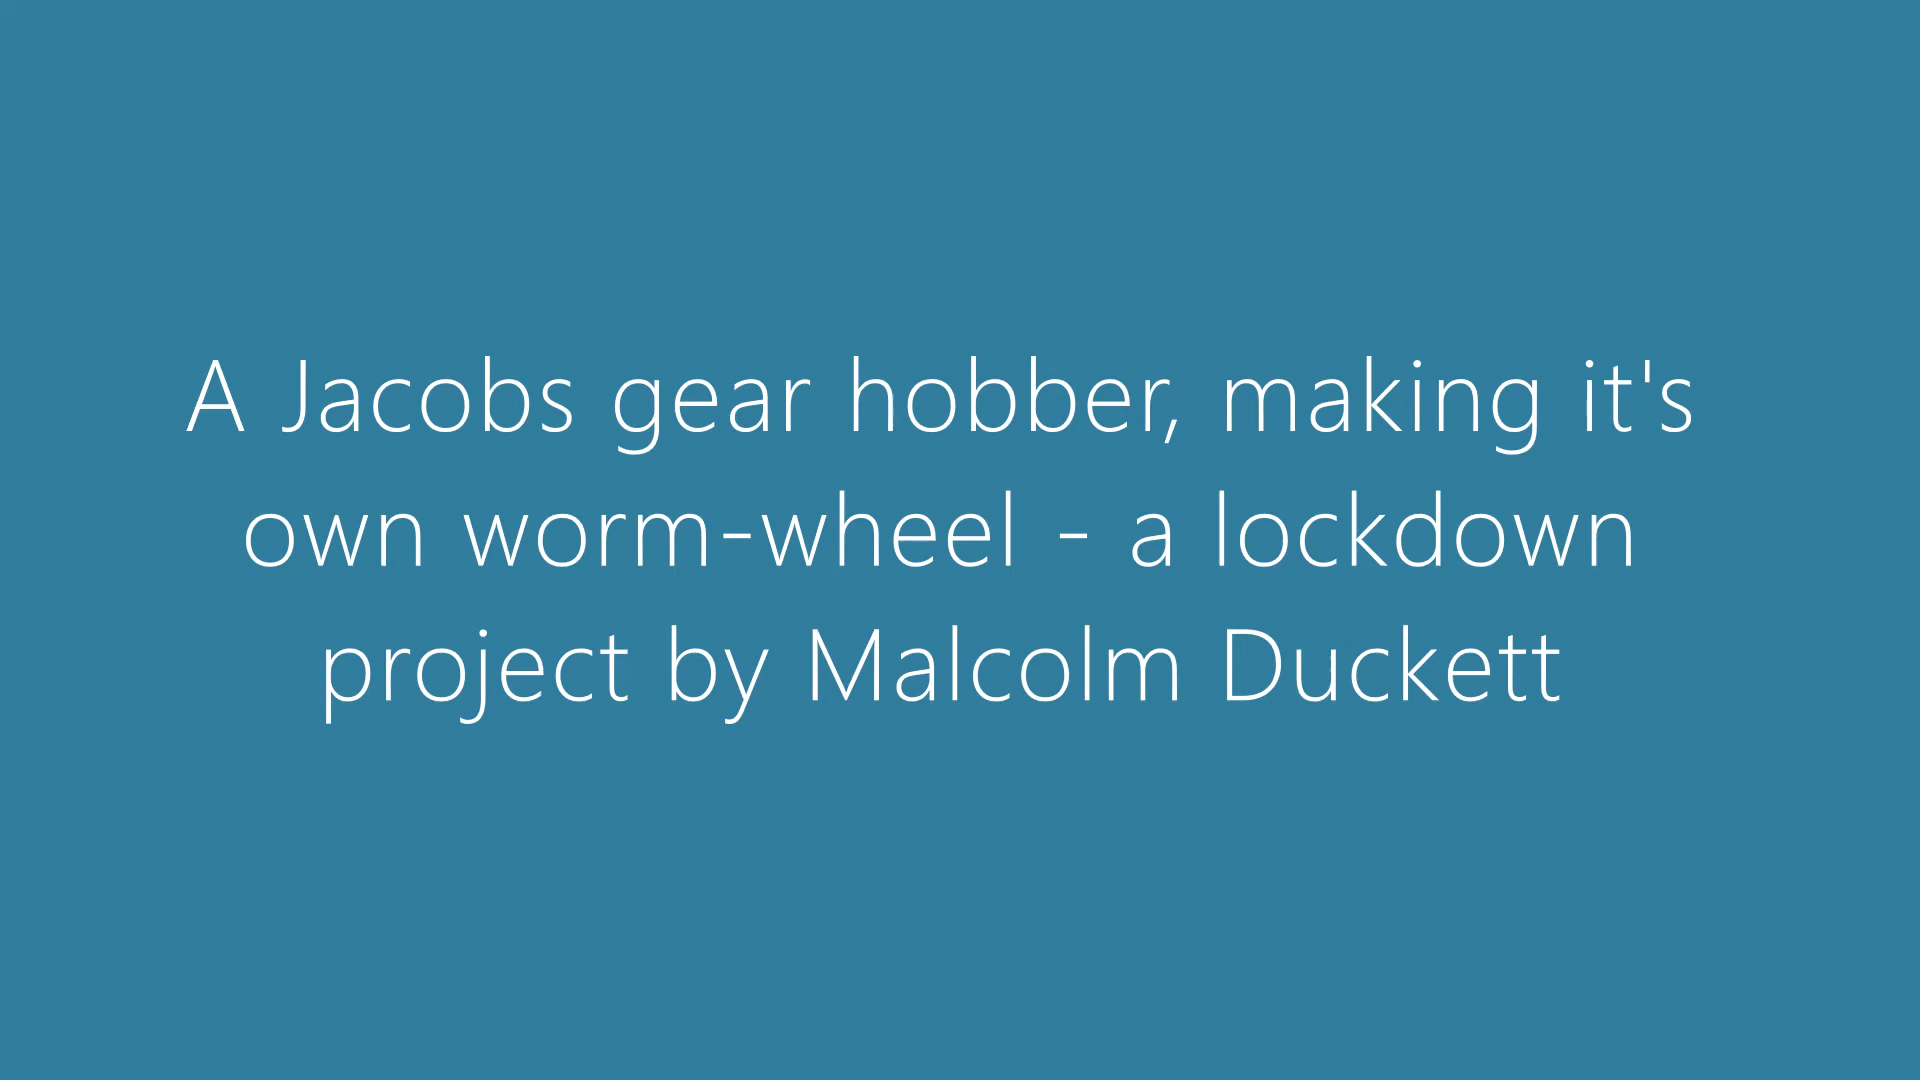 A Jacobs gear hobber, making it's
own worm-wheel - a lockdown
project by Malcolm Duckett